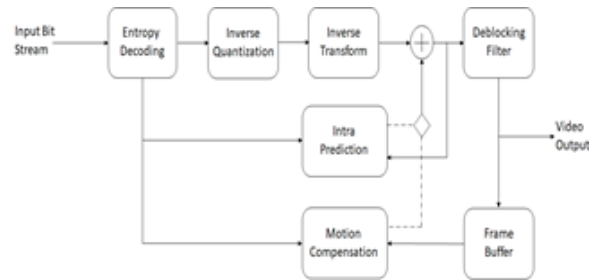 Input Bit
Stream
Entropy
Decoding
Inverse
Quantization
Inverse
Transform
Deblocking
Filter
Intra
Prediction
Video
Output
Motion
Compensation
Frame
Buffer